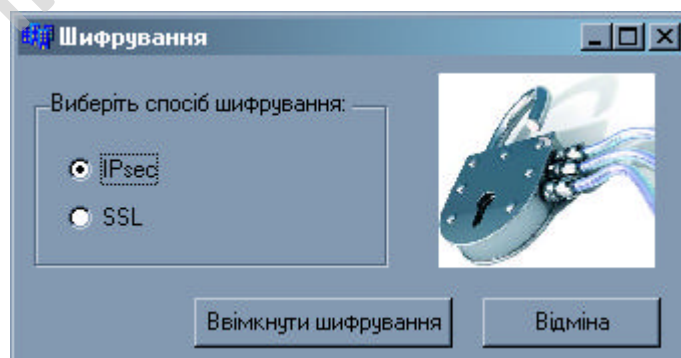 Шифрування
Виберіть спосіб шифрування:
IPsec
SSL
Ввімкнути шифрування
Відміна